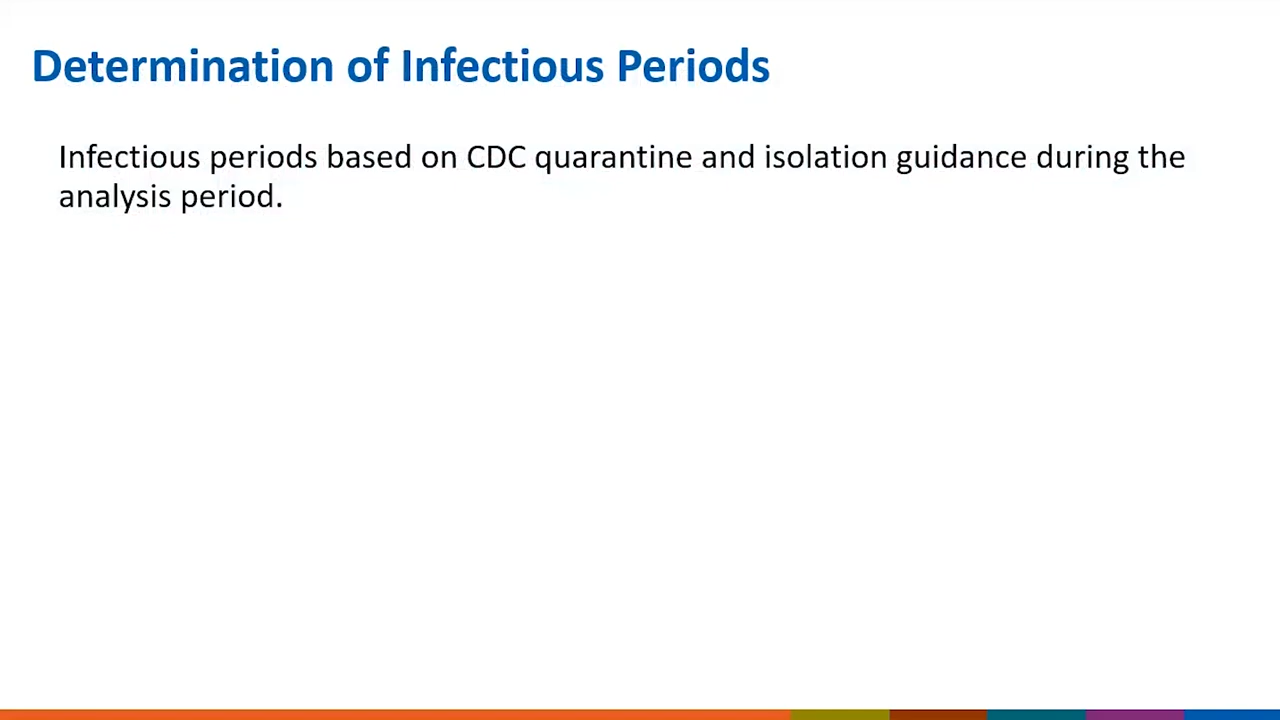 Determination of Infectious Periods
Infectious periods based on CDC quarantine and isolation guidance during the
analysis period.